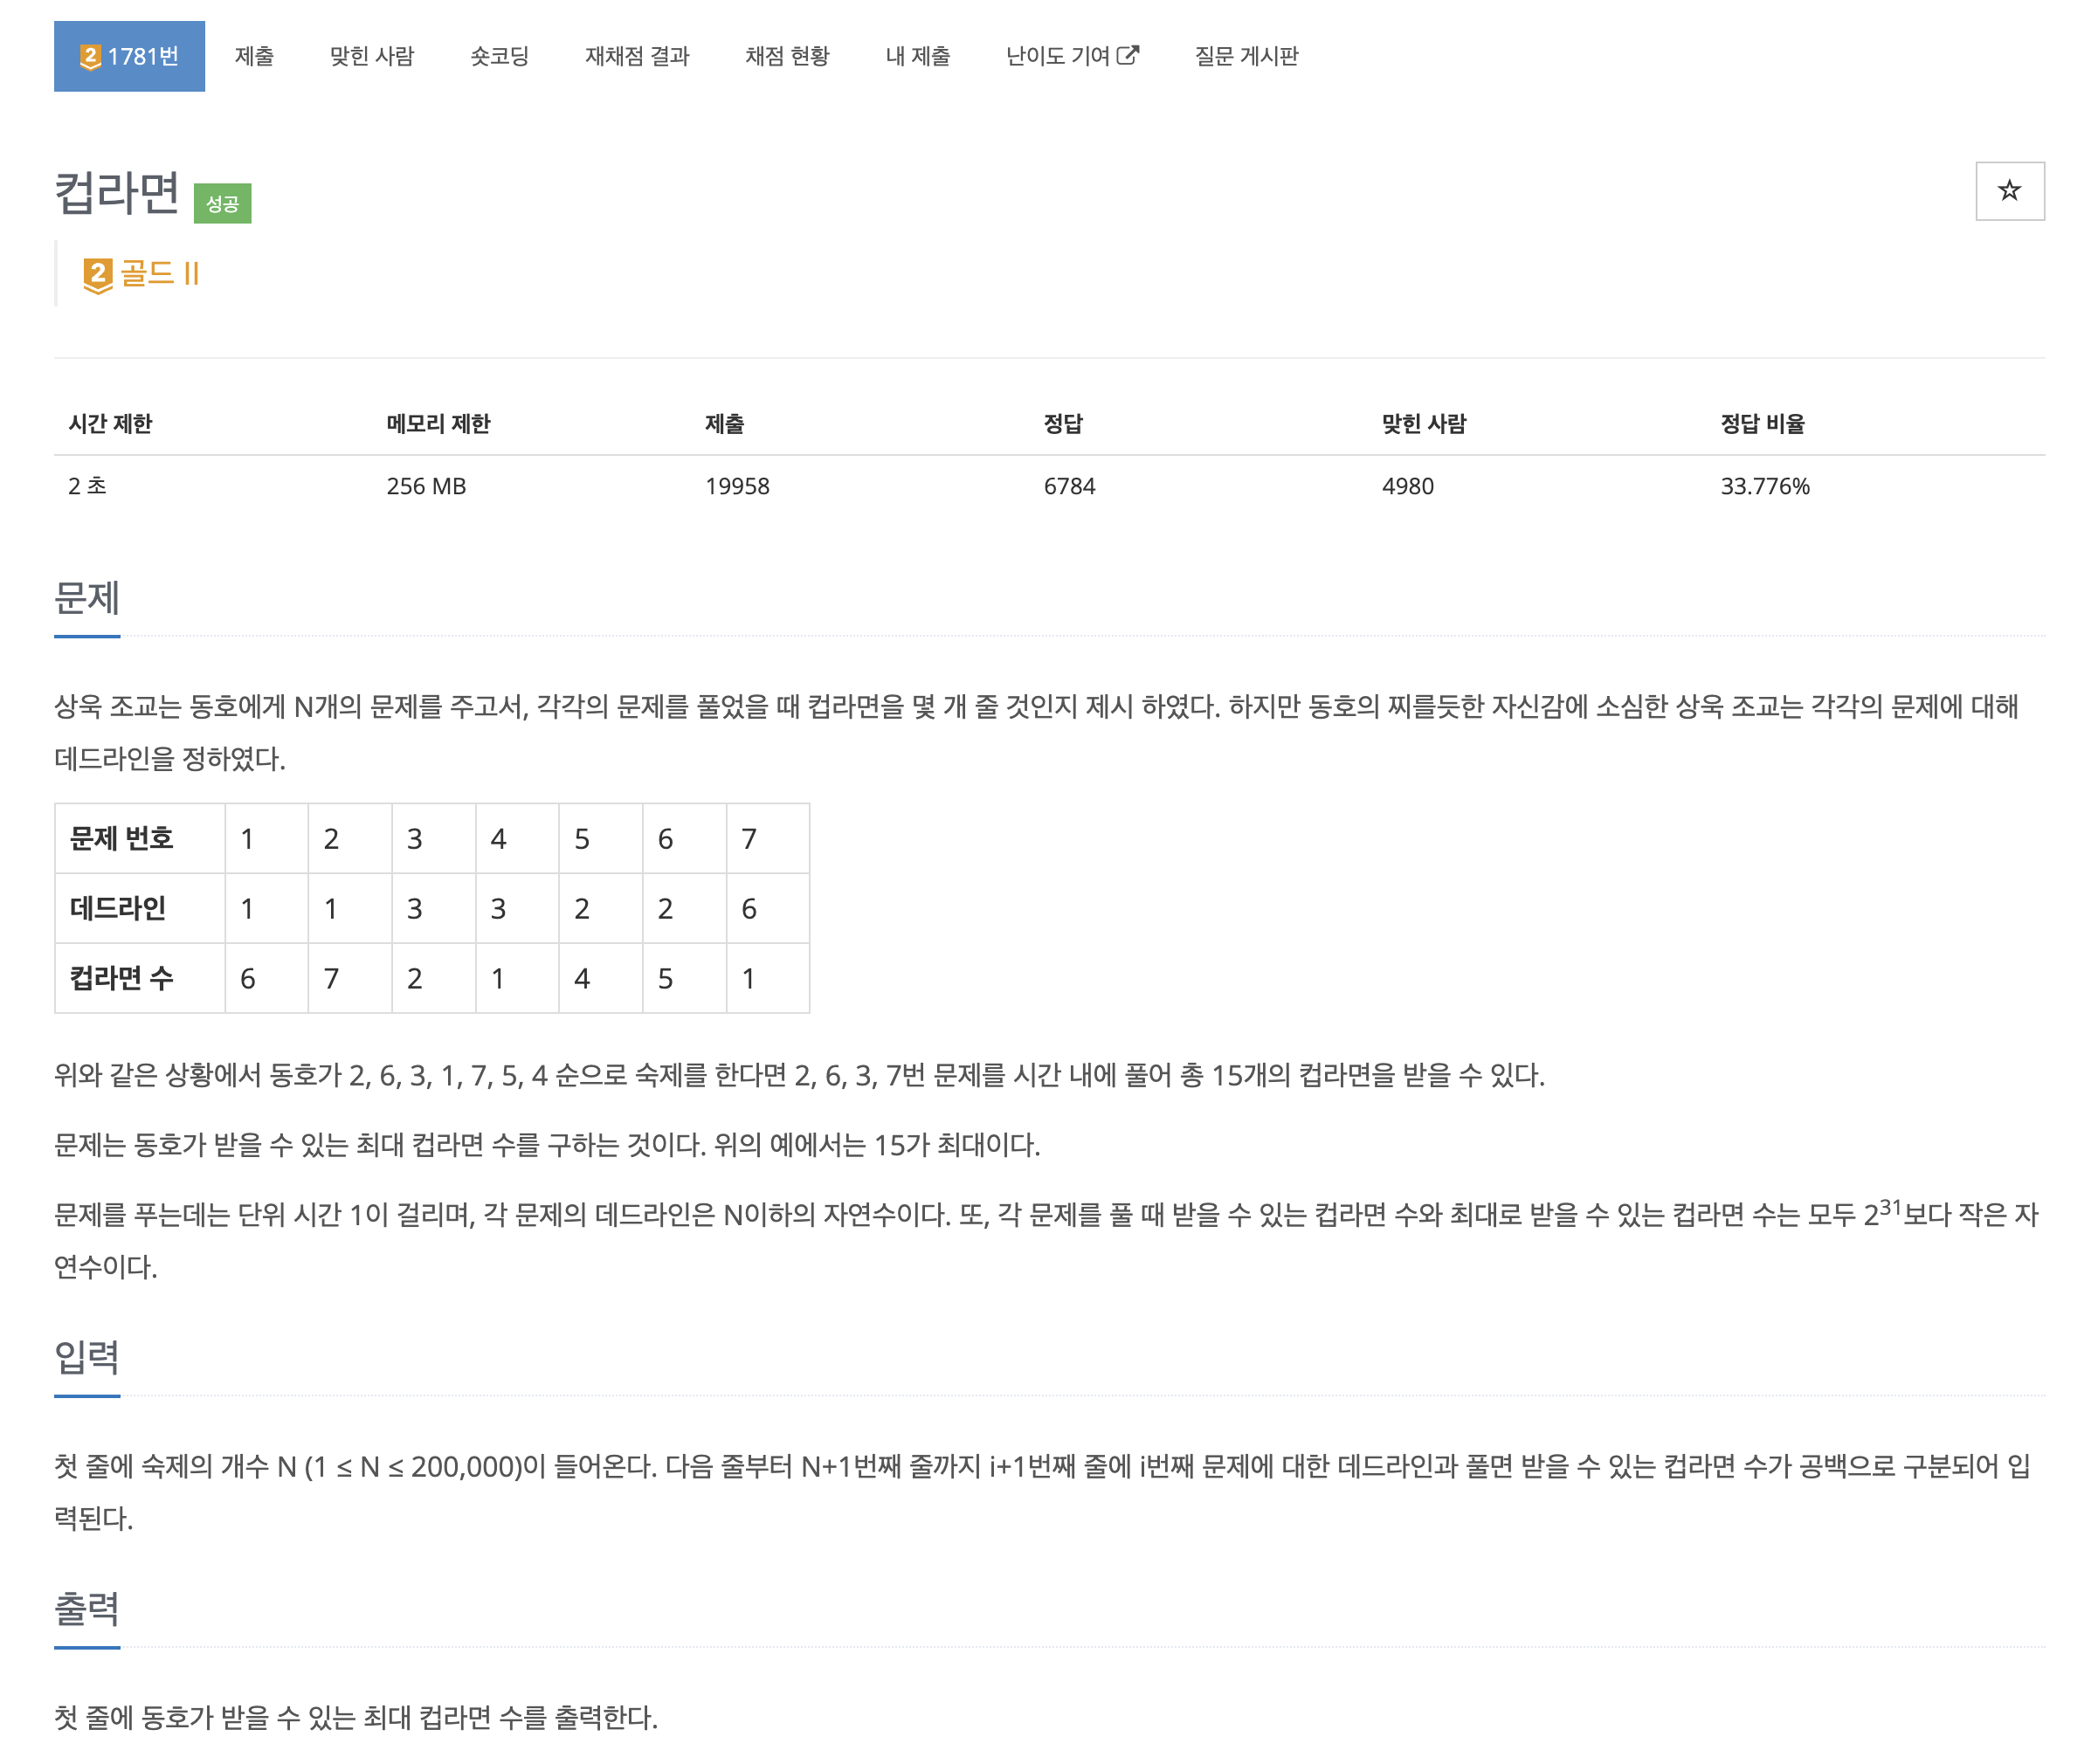 2 1781번 제출 맞힌 사람 숏코딩 재채점 결과 채점 현황 내 제출 난이도 기여 질문 게시판
컵라면 성공
2 골드 II
시간 제한 메모리 제한 제출 정답 맞힌 사람 정답 비율
2 초 256 MB 19958 6784 4980 33.776%
문제
상욱 조교는 동호에게 N개의 문제를 주고서, 각각의 문제를 풀었을 때 컵라면을 몇 개 줄 것인지 제시 하였다. 하지만 동호의 찌를듯한 자신감에 소심한 상욱 조교는 각각의 문제에 대해
데드라인을 정하였다.
문제 번호 1 2 3 4 5 6 7
데드라인 1 1 3 3 2 2 6
컵라면 수 6 7 2 1 4 5 1
위와 같은 상황에서 동호가 2, 6, 3, 1, 7, 5, 4 순으로 숙제를 한다면 2, 6, 3, 7번 문제를 시간 내에 풀어 총 15개의 컵라면을 받을 수 있다.
문제는 동호가 받을 수 있는 최대 컵라면 수를 구하는 것이다. 위의 예에서는 15가 최대이다.
문제를 푸는데는 단위 시간 1이 걸리며, 각 문제의 데드라인은 N이하의 자연수이다. 또, 각 문제를 풀 때 받을 수 있는 컵라면 수와 최대로 받을 수 있는 컵라면 수는 모두 2³¹보다 작은 자
연수이다.
입력
첫 줄에 숙제의 개수 N (1 ≤ N ≤ 200,000)이 들어온다. 다음 줄부터 N+1번째 줄까지 i+1번째 줄에 i번째 문제에 대한 데드라인과 풀면 받을 수 있는 컵라면 수가 공백으로 구분되어 입
력된다.
출력
첫 줄에 동호가 받을 수 있는 최대 컵라면 수를 출력한다.